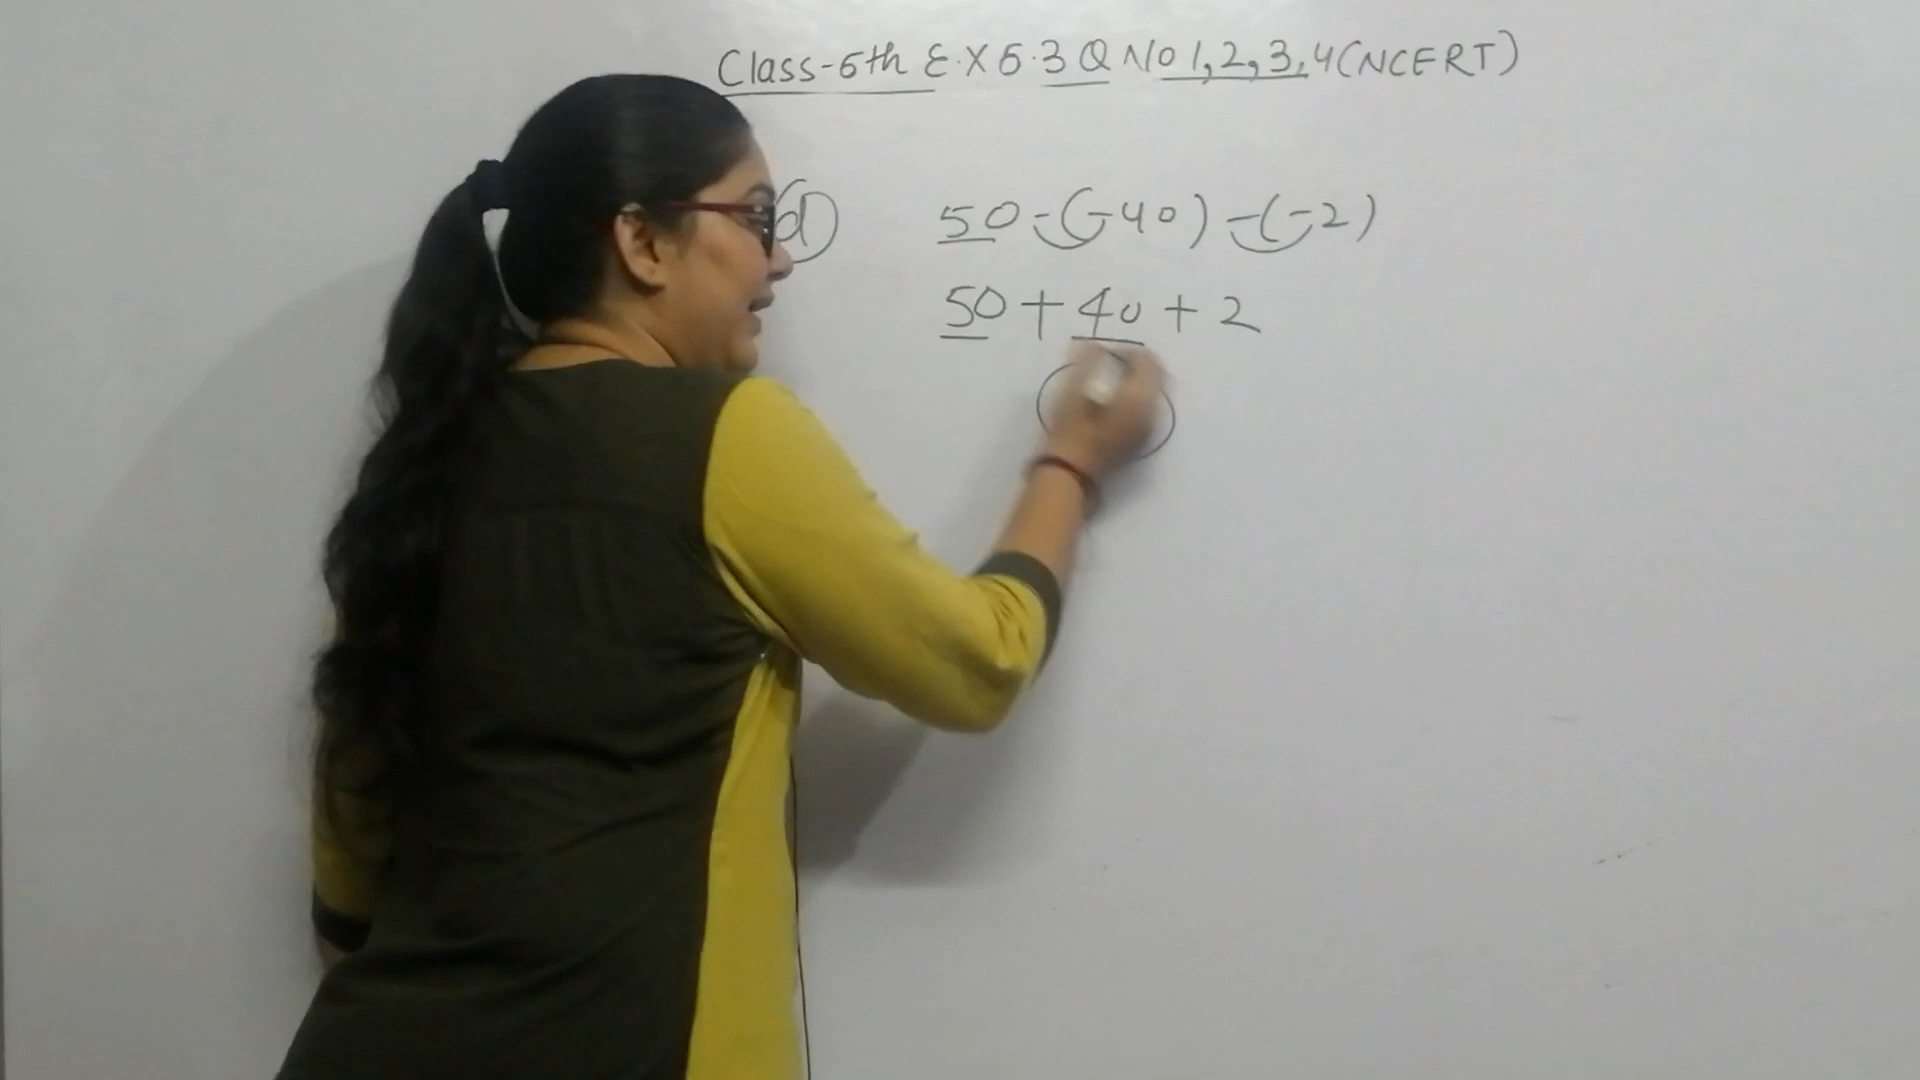 Class-6th E.X 6.3 Q No 1,2,3,4(NCERT)
(d) 50-(-40)-(-2)
50+40+2